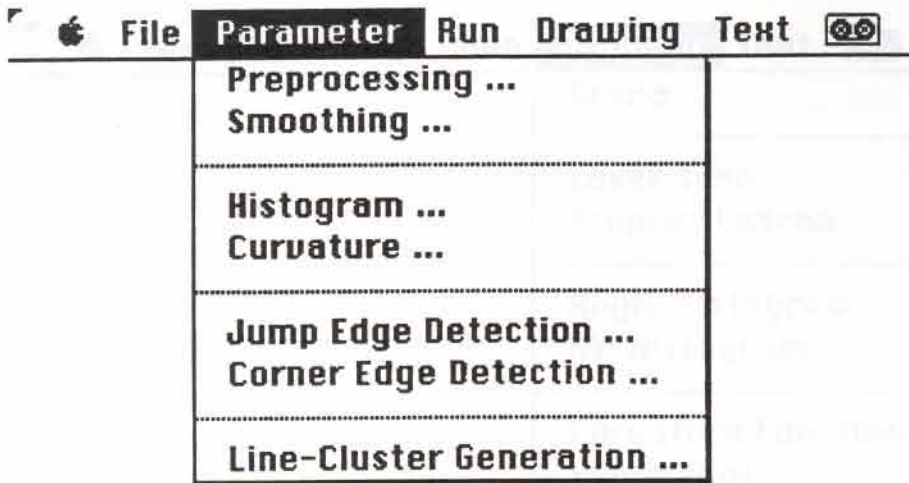 File Parameter Run Drawing Text
Preprocessing ...
Smoothing ...
Histogram ...
Curvature ...
Jump Edge Detection ...
Corner Edge Detection ...
Line-Cluster Generation ...